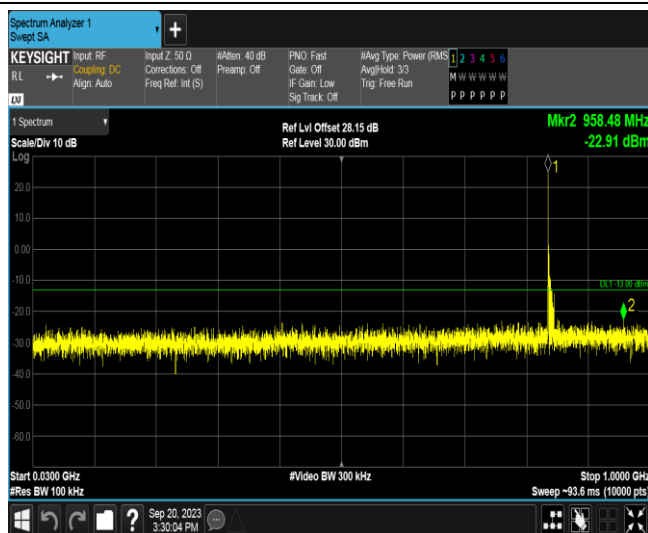 Spectrum Analyzer 1
Swept SA
KEYSIGHT
RL
LXI
Input: RF
Coupling: DC
Align: Auto
Input Z: 50 Ω
Corrections: Off
Freq Ref: Int (S)
#Atten: 40 dB
Preamp: Off
PNO: Fast
Gate: Off
IF Gain: Low
Sig Track: Off
#Avg Type: Power (RMS
Avg|Hold: 3/3
Trig: Free Run
1 2 3 4 5 6
M W W W W W
P P P P P P
1 Spectrum
Scale/Div 10 dB
Log
Ref Lvl Offset 28.15 dB
Ref Level 30.00 dBm
Mkr2 958.48 MHz
-22.91 dBm
1
20.0
10.0
0.00
-10.0
DL1 -13.00 dBm
2
-20.0
-30.0
-40.0
-50.0
-60.0
Start 0.0300 GHz
#Res BW 100 kHz
#Video BW 300 kHz
Stop 1.0000 GHz
Sweep ~93.6 ms (10000 pts)
?
Sep 20, 2023
3:30:04 PM